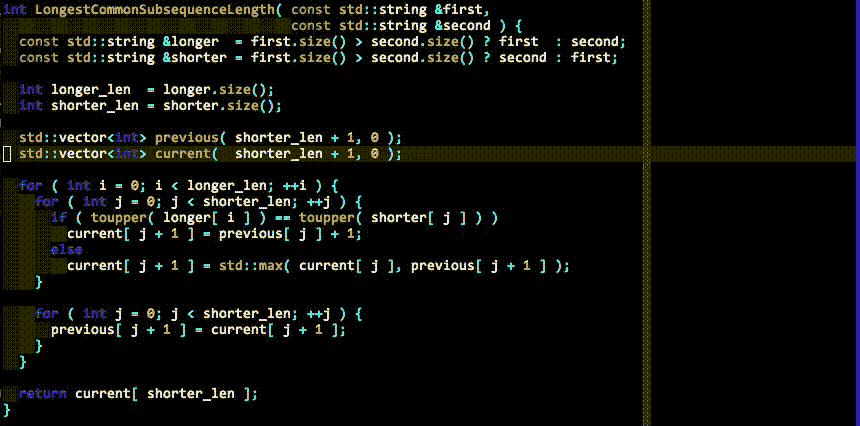 int LongestCommonSubsequenceLength( const std::string &first,
                                    const std::string &second ) {
  const std::string &longer  = first.size() > second.size() ? first  : second;
  const std::string &shorter = first.size() > second.size() ? second : first;

  int longer_len  = longer.size();
  int shorter_len = shorter.size();

  std::vector<int> previous( shorter_len + 1, 0 );
  std::vector<int> current(  shorter_len + 1, 0 );

  for ( int i = 0; i < longer_len; ++i ) {
    for ( int j = 0; j < shorter_len; ++j ) {
      if ( toupper( longer[ i ] ) == toupper( shorter[ j ] ) )
        current[ j + 1 ] = previous[ j ] + 1;
      else
        current[ j + 1 ] = std::max( current[ j ], previous[ j + 1 ] );
    }

    for ( int j = 0; j < shorter_len; ++j ) {
      previous[ j + 1 ] = current[ j + 1 ];
    }
  }

  return current[ shorter_len ];
}